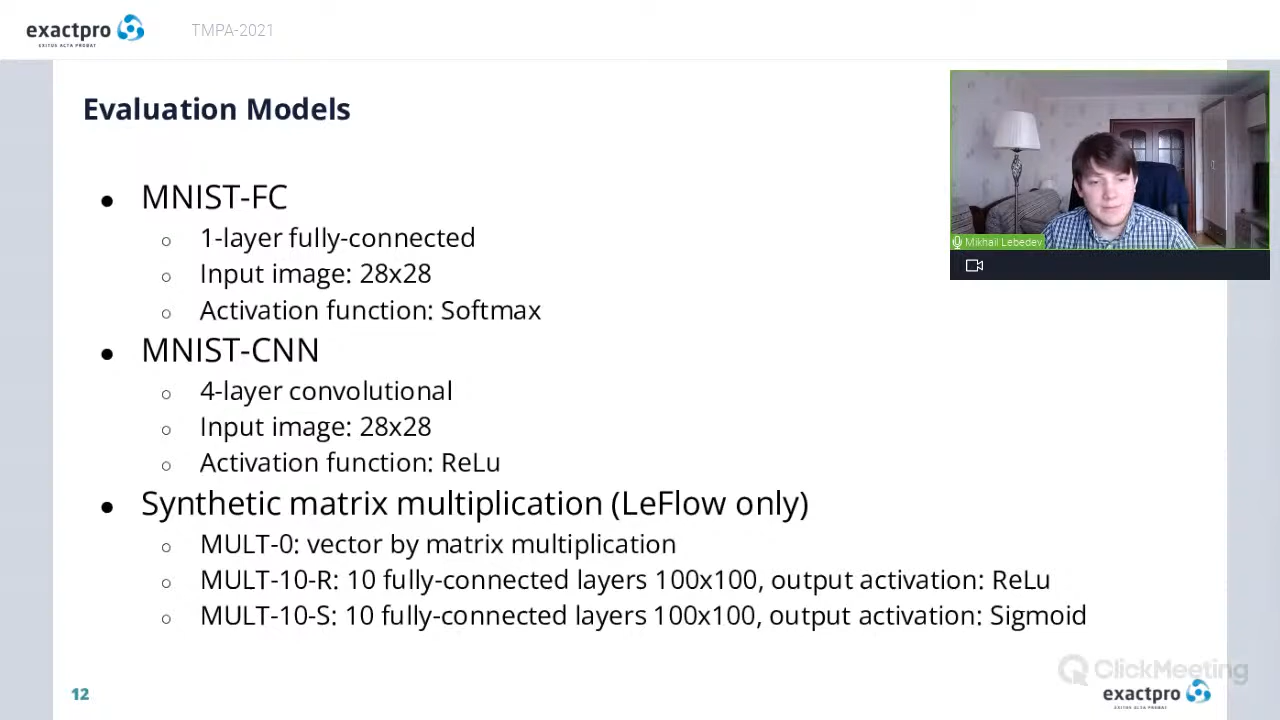 exactpro
EXITUS ACTA PROBAT
TMPA-2021
Evaluation Models
MNIST-FC
1-layer fully-connected
Input image: 28x28
Activation function: Softmax
MNIST-CNN
4-layer convolutional
Input image: 28x28
Activation function: ReLu
Synthetic matrix multiplication (LeFlow only)
MULT-0: vector by matrix multiplication
MULT-10-R: 10 fully-connected layers 100x100, output activation: ReLu
MULT-10-S: 10 fully-connected layers 100x100, output activation: Sigmoid
Mikhail Lebedev
12
ClickMeeting
exactpro
EXITUS ACTA PROBAT